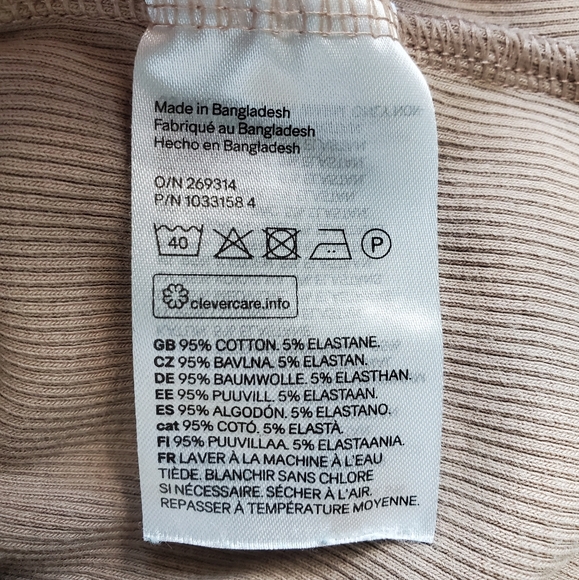 Made in Bangladesh
Fabriqué au Bangladesh
Hecho en Bangladesh
O/N 269314
P/N 1033158 4
40
P
clevercare.info
GB 95% COTTON. 5% ELASTANE.
CZ 95% BAVLNA. 5% ELASTAN.
DE 95% BAUMWOLLE. 5% ELASTHAN.
EE 95% PUUVILL. 5% ELASTAAN.
ES 95% ALGODÓN. 5% ELASTANO.
cat 95% COTÓ. 5% ELASTÀ.
FI 95% PUUVILLAA. 5% ELASTAANIA.
FR LAVER À LA MACHINE À L'EAU
TIÈDE. BLANCHIR SANS CHLORE
SI NÉCESSAIRE. SÉCHER À L'AIR.
REPASSER À TEMPÉRATURE MOYENNE.